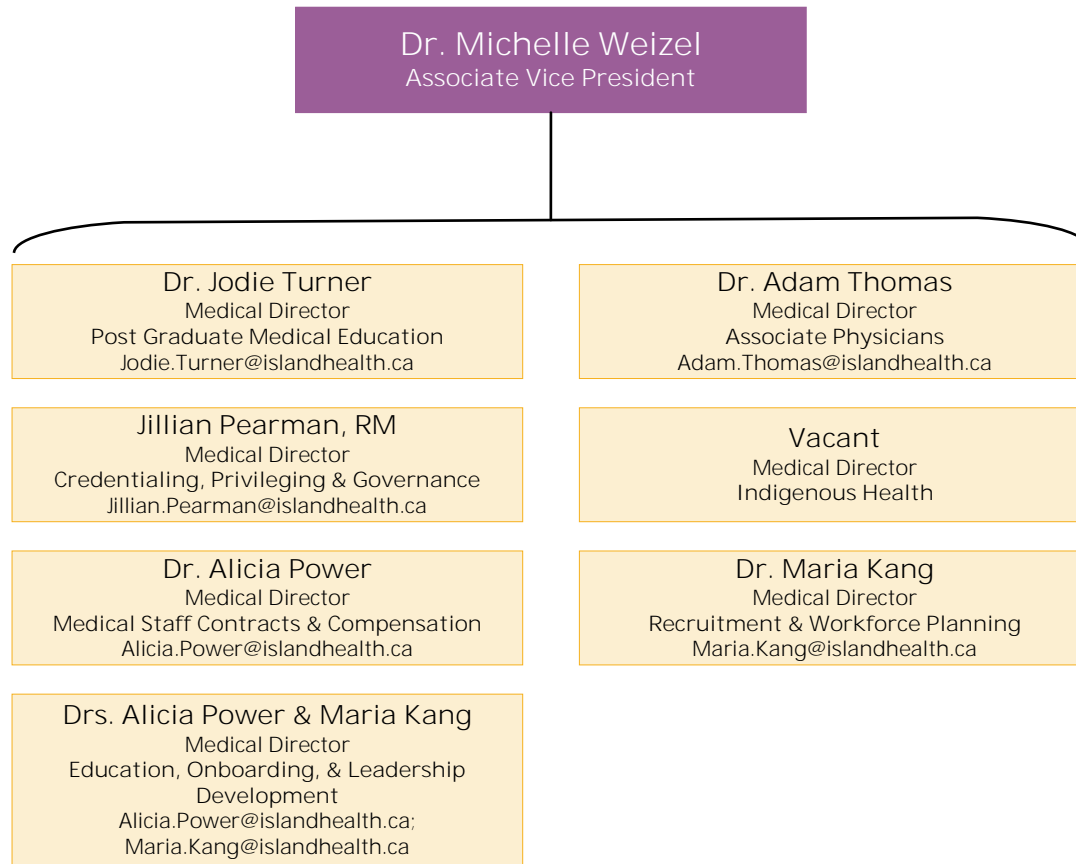 Dr. Michelle Weizel
Associate Vice President
Dr. Jodie Turner
Medical Director
Post Graduate Medical Education
Jodie.Turner@islandhealth.ca
Dr. Adam Thomas
Medical Director
Associate Physicians
Adam.Thomas@islandhealth.ca
Jillian Pearman, RM
Medical Director
Credentialing, Privileging & Governance
Jillian.Pearman@islandhealth.ca
Vacant
Medical Director
Indigenous Health
Dr. Alicia Power
Medical Director
Medical Staff Contracts & Compensation
Alicia.Power@islandhealth.ca
Dr. Maria Kang
Medical Director
Recruitment & Workforce Planning
Maria.Kang@islandhealth.ca
Drs. Alicia Power & Maria Kang
Medical Director
Education, Onboarding, & Leadership
Development
Alicia.Power@islandhealth.ca;
Maria.Kang@islandhealth.ca